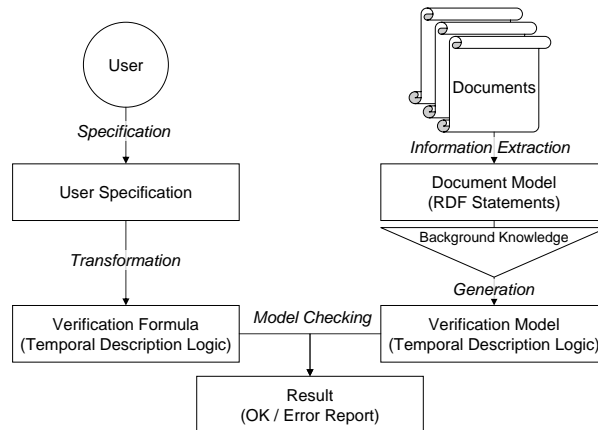 User
Documents
Specification
Information Extraction
User Specification
Document Model
(RDF Statements)
Background Knowledge
Transformation
Generation
Verification Formula
(Temporal Description Logic)
Model Checking
Verification Model
(Temporal Description Logic)
Result
(OK / Error Report)